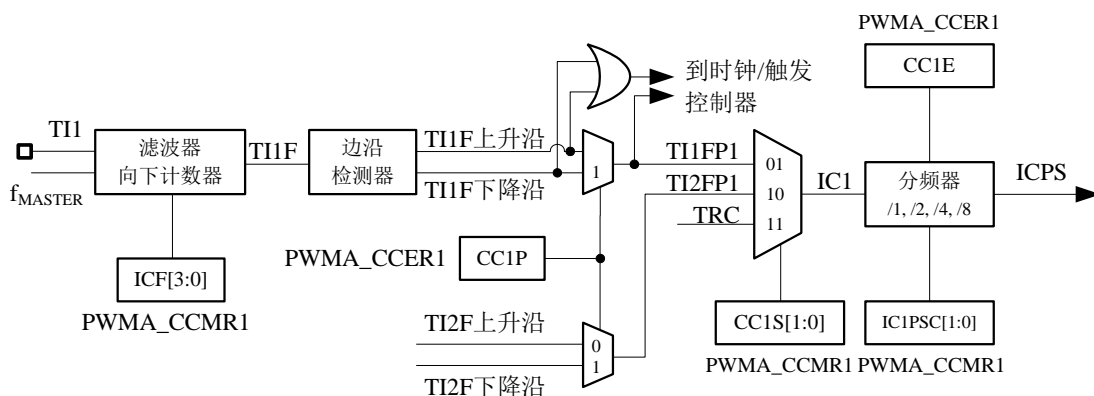 PWMA_CCER1
CC1E
到时钟/触发
控制器
TI1
f_MASTER
滤波器
向下计数器
TI1F
边沿
检测器
TI1F上升沿
TI1F下降沿
1
TI1FP1
TI2FP1
TRC
01
10
11
IC1
分频器
/1, /2, /4, /8
ICPS
ICF[3:0]
PWMA_CCMR1
PWMA_CCER1
CC1P
TI2F上升沿
TI2F下降沿
0
1
CC1S[1:0]
PWMA_CCMR1
IC1PSC[1:0]
PWMA_CCMR1